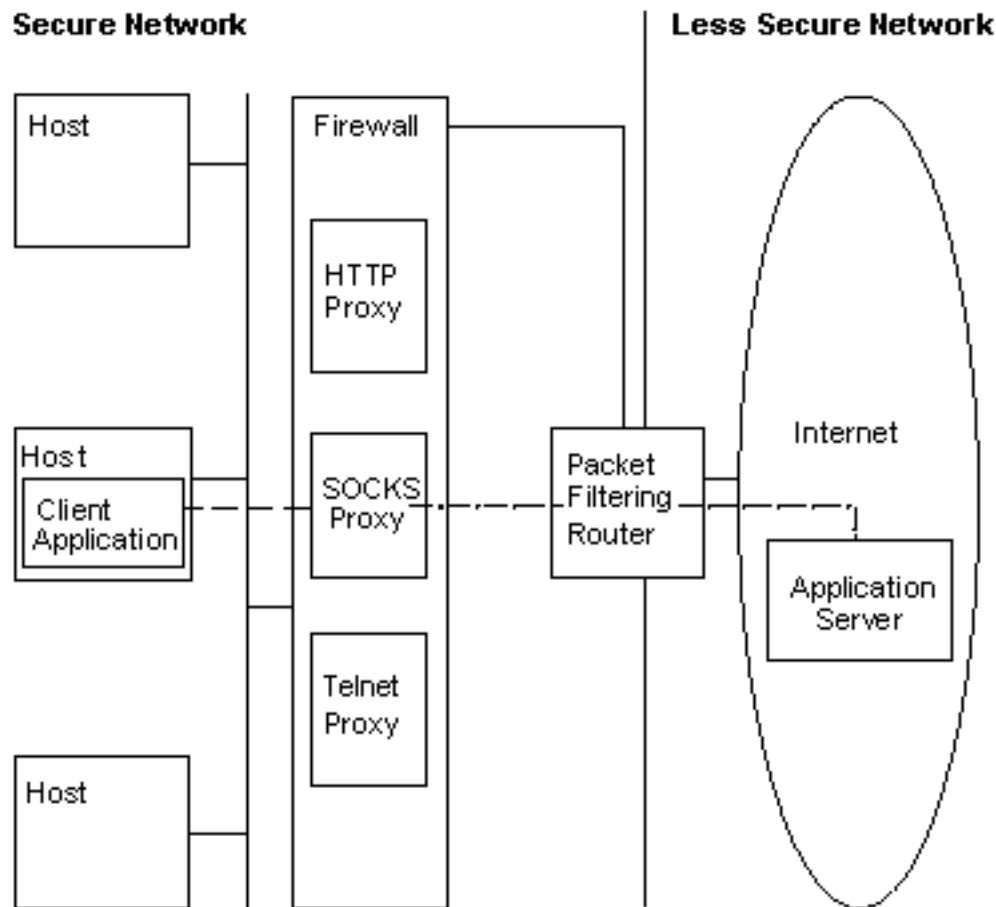 Secure Network
Less Secure Network
Host
Firewall
HTTP
Proxy
Host
Client
Application
SOCKS
Proxy
Packet
Filtering
Router
Internet
Application
Server
Telnet
Proxy
Host